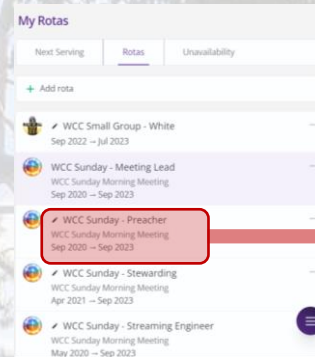 My Rotas
Next Serving Rotas Unavailability
+ Add rota
WCC Small Group - White
Sep 2022 -- Jul 2023
WCC Sunday - Meeting Lead
WCC Sunday Morning Meeting
Sep 2020 -- Sep 2023
WCC Sunday - Preacher
WCC Sunday Morning Meeting
Sep 2020 -- Sep 2023
WCC Sunday - Stewarding
WCC Sunday Morning Meeting
Apr 2021 -- Sep 2023
WCC Sunday - Streaming Engineer
WCC Sunday Morning Meeting
May 2020 -- Sep 2023